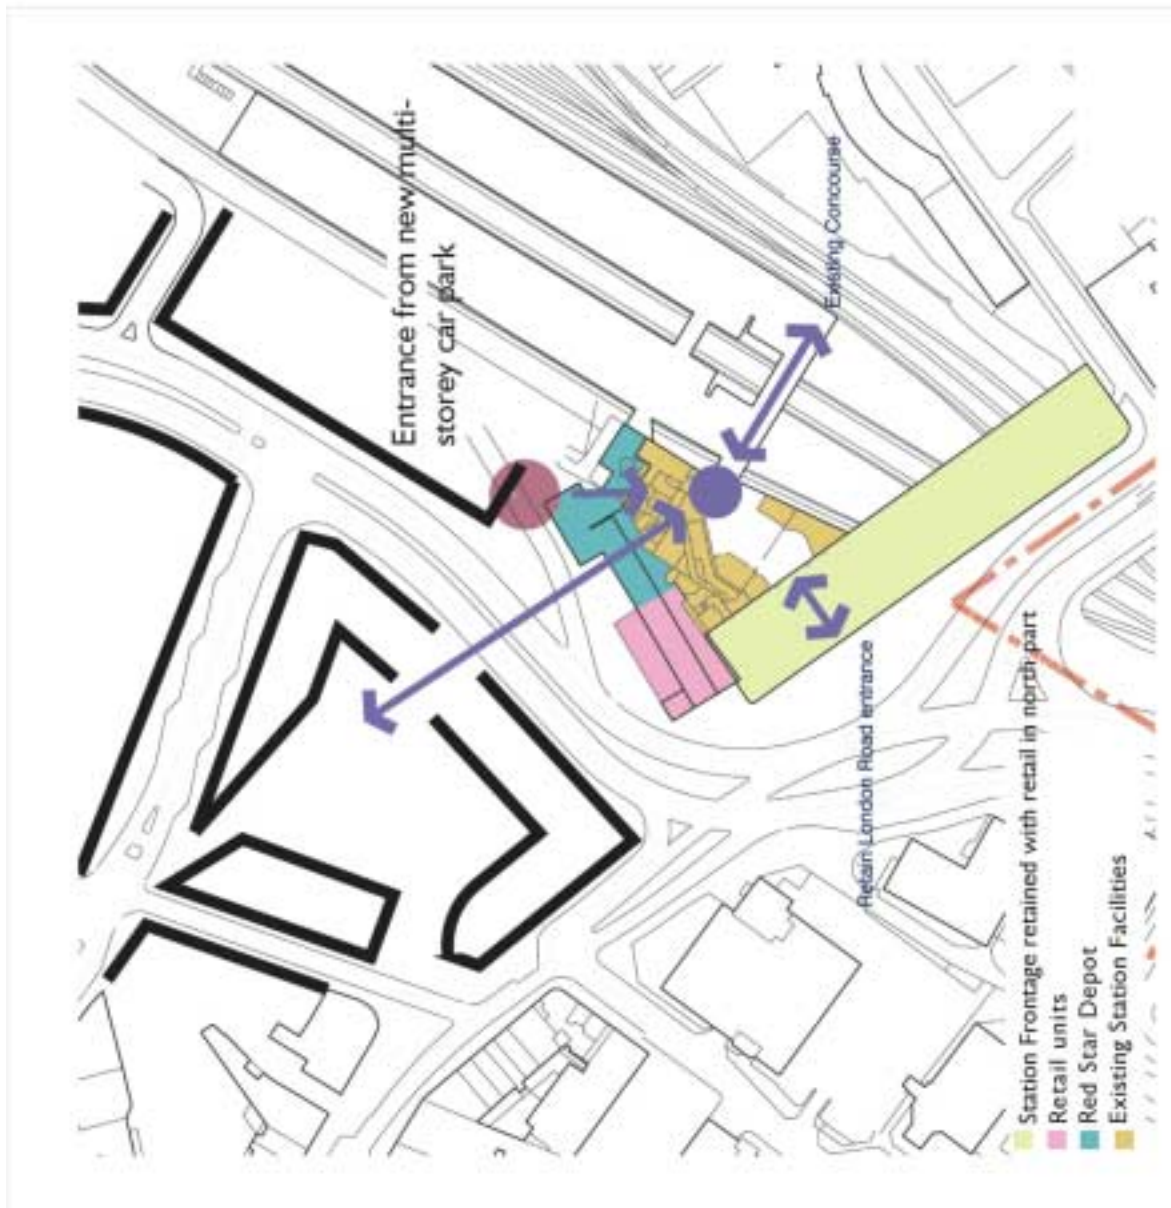 Entrance from new multi-
storey car park
Existing Concourse
Retain London Road entrance
Station Frontage retained with retail in north part
Retail units
Red Star Depot
Existing Station Facilities